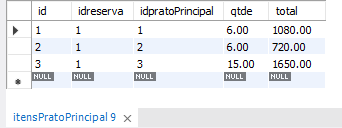 id idreserva idpratoPrincipal qtde total
1 1 1 6.00 1080.00
2 1 2 6.00 720.00
3 1 3 15.00 1650.00
NULL NULL NULL NULL NULL
itensPratoPrincipal 9 ×